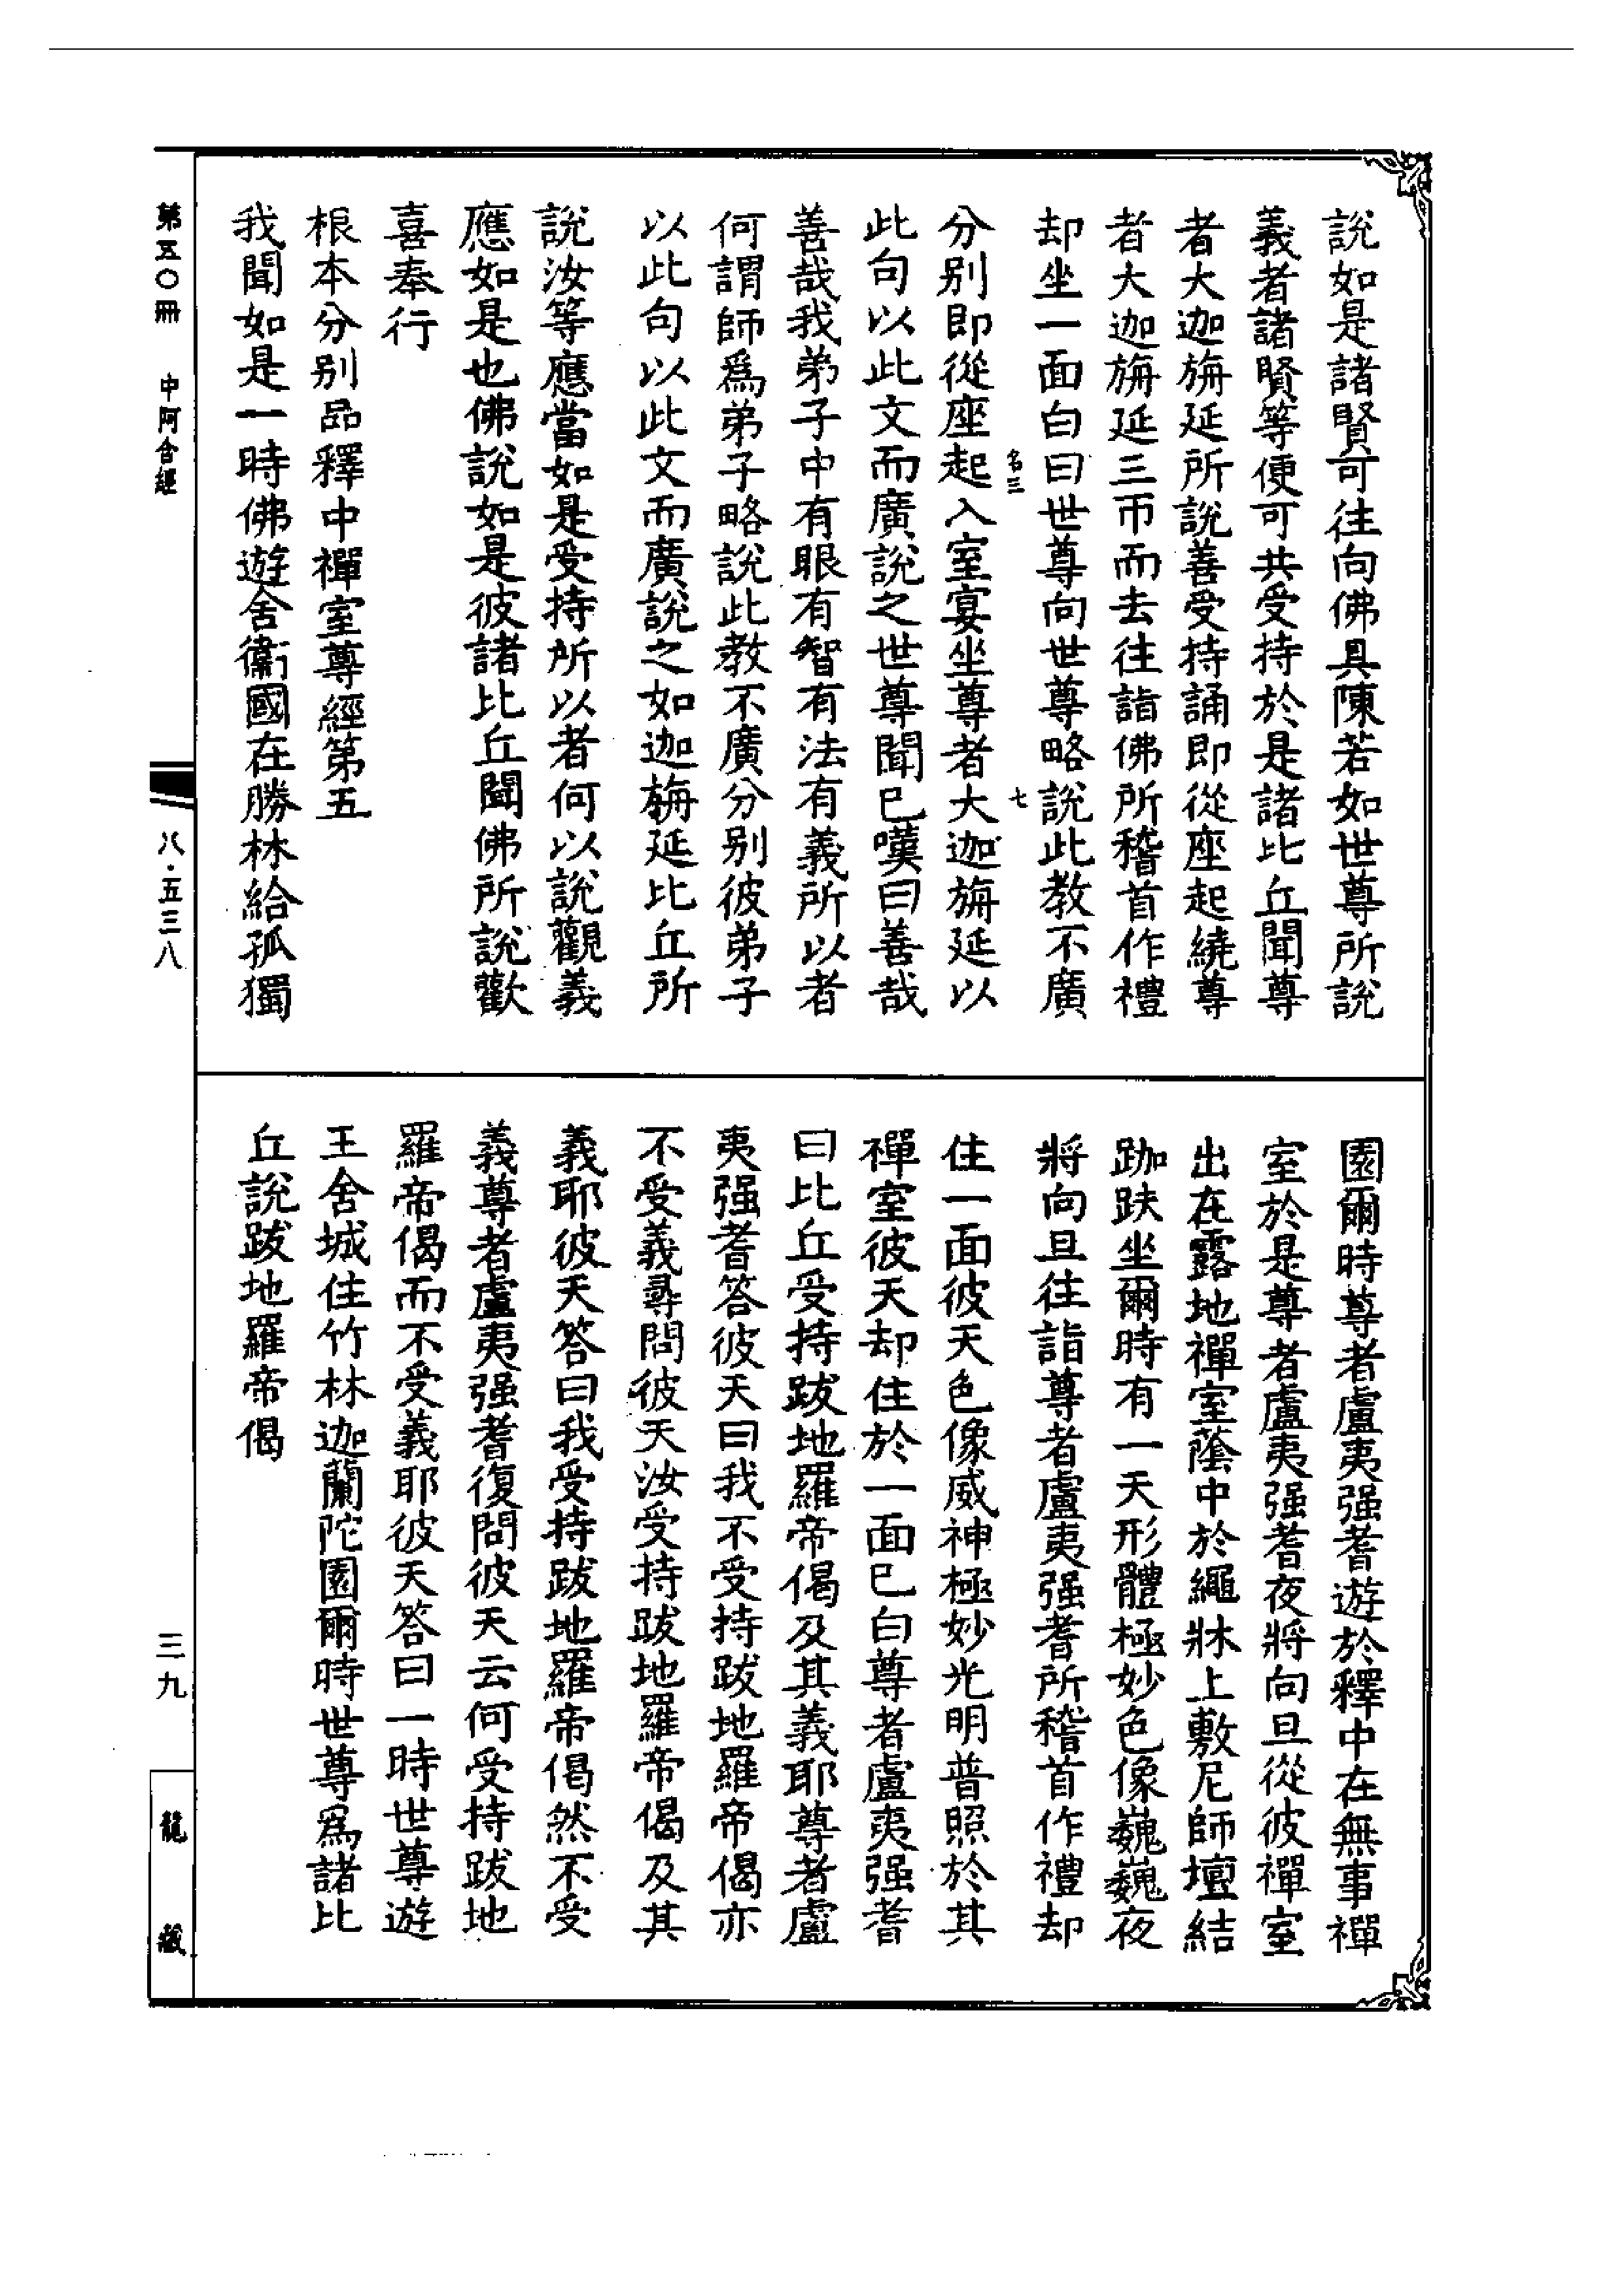 說如是諸賢可往向佛具陳若如世尊所說
義者諸賢等便可共受持於是諸比丘聞尊
者大迦旃延所說善受持誦即從座起繞尊
者大迦旃延三帀而去往詣佛所稽首作禮
却坐一面白曰世尊向世尊略說此教不廣
名三 七
分別即從座起入室宴坐尊者大迦旃延以
此句以此文而廣說之世尊聞已嘆曰善哉
善哉我弟子中有眼有智有法有義所以者
何謂師爲弟子略說此教不廣分別彼弟子
以此句以此文而廣說之如迦旃延比丘所
說汝等應當如是受持所以者何以說觀義
應如是也佛說如是彼諸比丘聞佛所說歡
喜奉行
根本分別品釋中禪室尊經第五
我聞如是一時佛遊舍衛國在勝林給孤獨
園爾時尊者盧夷强耆遊於釋中在無事禪
室於是尊者盧夷强耆夜將向旦從彼禪室
出在露地禪室蔭中於繩牀上敷尼師壇結
跏趺坐爾時有一天形體極妙色像巍巍夜
將向旦往詣尊者盧夷强耆所稽首作禮却
住一面彼天色像威神極妙光明普照於其
禪室彼天却住於一面已白尊者盧夷强耆
曰比丘受持跋地羅帝偈及其義耶尊者盧
夷强耆答彼天曰我不受持跋地羅帝偈亦
不受義尋問彼天汝受持跋地羅帝偈及其
義耶彼天答曰我受持跋地羅帝偈然不受
義尊者盧夷强耆復問彼天云何受持跋地
羅帝偈而不受義耶彼天答曰一時世尊遊
王舍城住竹林迦蘭陀園爾時世尊爲諸比
丘說跋地羅帝偈
第五〇冊 中阿含經
八·五三八
三九
龍藏